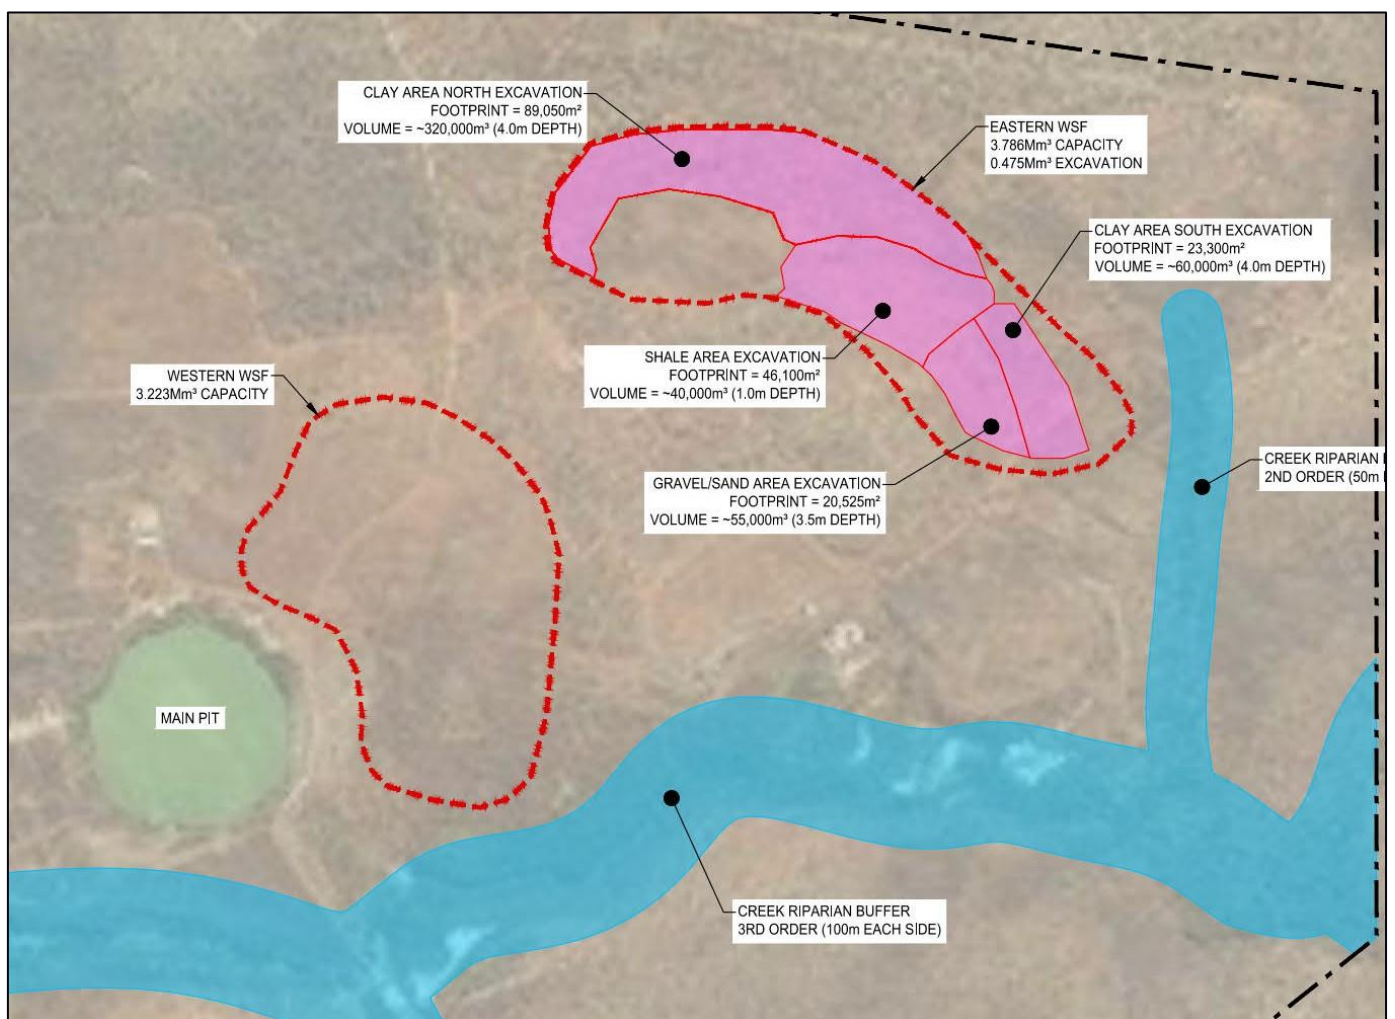 CLAY AREA NORTH EXCAVATION
FOOTPRINT = 89,050m²
VOLUME = ~320,000m³ (4.0m DEPTH)
EASTERN WSF
3.786Mm³ CAPACITY
0.475Mm³ EXCAVATION
CLAY AREA SOUTH EXCAVATION
FOOTPRINT = 23,300m²
VOLUME = ~60,000m³ (4.0m DEPTH)
SHALE AREA EXCAVATION
FOOTPRINT = 46,100m²
VOLUME = ~40,000m³ (1.0m DEPTH)
WESTERN WSF
3.223Mm³ CAPACITY
GRAVEL/SAND AREA EXCAVATION
FOOTPRINT = 20,525m²
VOLUME = ~55,000m³ (3.5m DEPTH)
CREEK RIPARIAN
2ND ORDER (50m
MAIN PIT
CREEK RIPARIAN BUFFER
3RD ORDER (100m EACH SIDE)